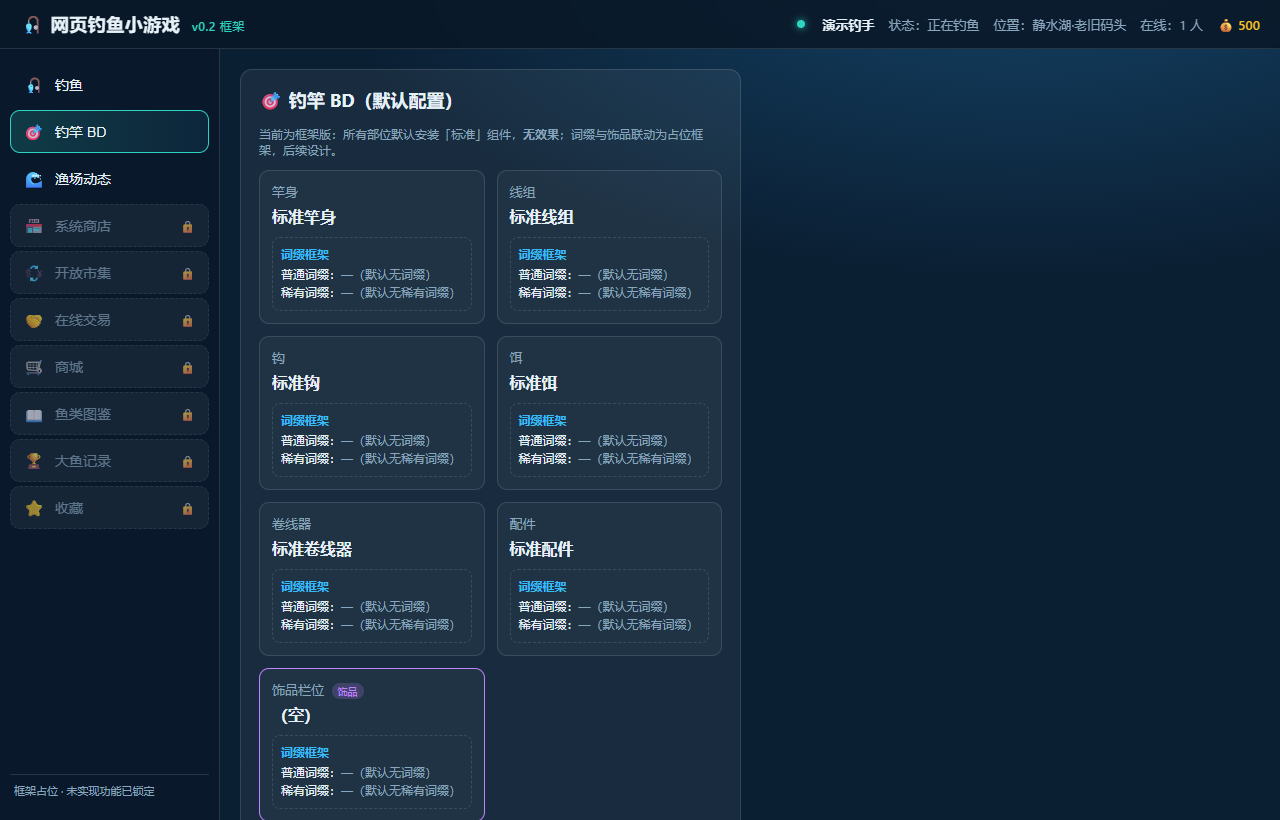 网页钓鱼小游戏 v0.2 框架
演示钓手 状态：正在钓鱼 位置：静水湖·老旧码头 在线：1 人 500
钓鱼
钓竿 BD
渔场动态
系统商店
开放市集
在线交易
商城
鱼类图鉴
大鱼记录
收藏
框架占位 · 未实现功能已锁定
钓竿 BD（默认配置）
当前为框架版：所有部位默认安装「标准」组件，无效果；词缀与饰品联动为占位框
架，后续设计。
竿身
标准竿身
词缀框架
普通词缀：—（默认无词缀）
稀有词缀：—（默认无稀有词缀）
线组
标准线组
词缀框架
普通词缀：—（默认无词缀）
稀有词缀：—（默认无稀有词缀）
钩
标准钩
词缀框架
普通词缀：—（默认无词缀）
稀有词缀：—（默认无稀有词缀）
饵
标准饵
词缀框架
普通词缀：—（默认无词缀）
稀有词缀：—（默认无稀有词缀）
卷线器
标准卷线器
词缀框架
普通词缀：—（默认无词缀）
稀有词缀：—（默认无稀有词缀）
配件
标准配件
词缀框架
普通词缀：—（默认无词缀）
稀有词缀：—（默认无稀有词缀）
饰品栏位 饰品
（空）
词缀框架
普通词缀：—（默认无词缀）
稀有词缀：—（默认无稀有词缀）